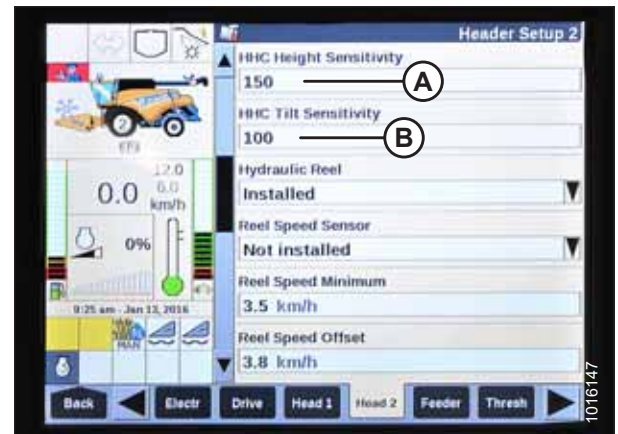 Header Setup 2
HHC Height Sensitivity
150
A
HHC Tilt Sensitivity
100
B
Hydraulic Reel
Installed
Reel Speed Sensor
Not installed
Reel Speed Minimum
3.5 km/h
Reel Speed Offset
3.8 km/h
12.0
6.0
0.0 km/h
0%
9:25 am - Jan 13, 2016
MAN
Back Electr Drive Head 1 Head 2 Feeder Thresh
1016147